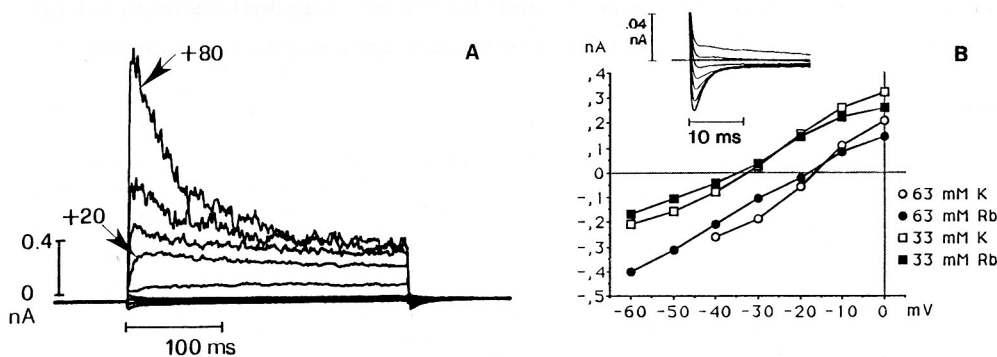 +80
A
+20
0.4
0
nA
100 ms
.04
nA
10 ms
B
nA
,4
,3
,2
,1
0
-,1
-,2
-,3
-,4
-,5
-60 -50 -40 -30 -20 -10 0 mV
63 mM K
63 mM Rb
33 mM K
33 mM Rb